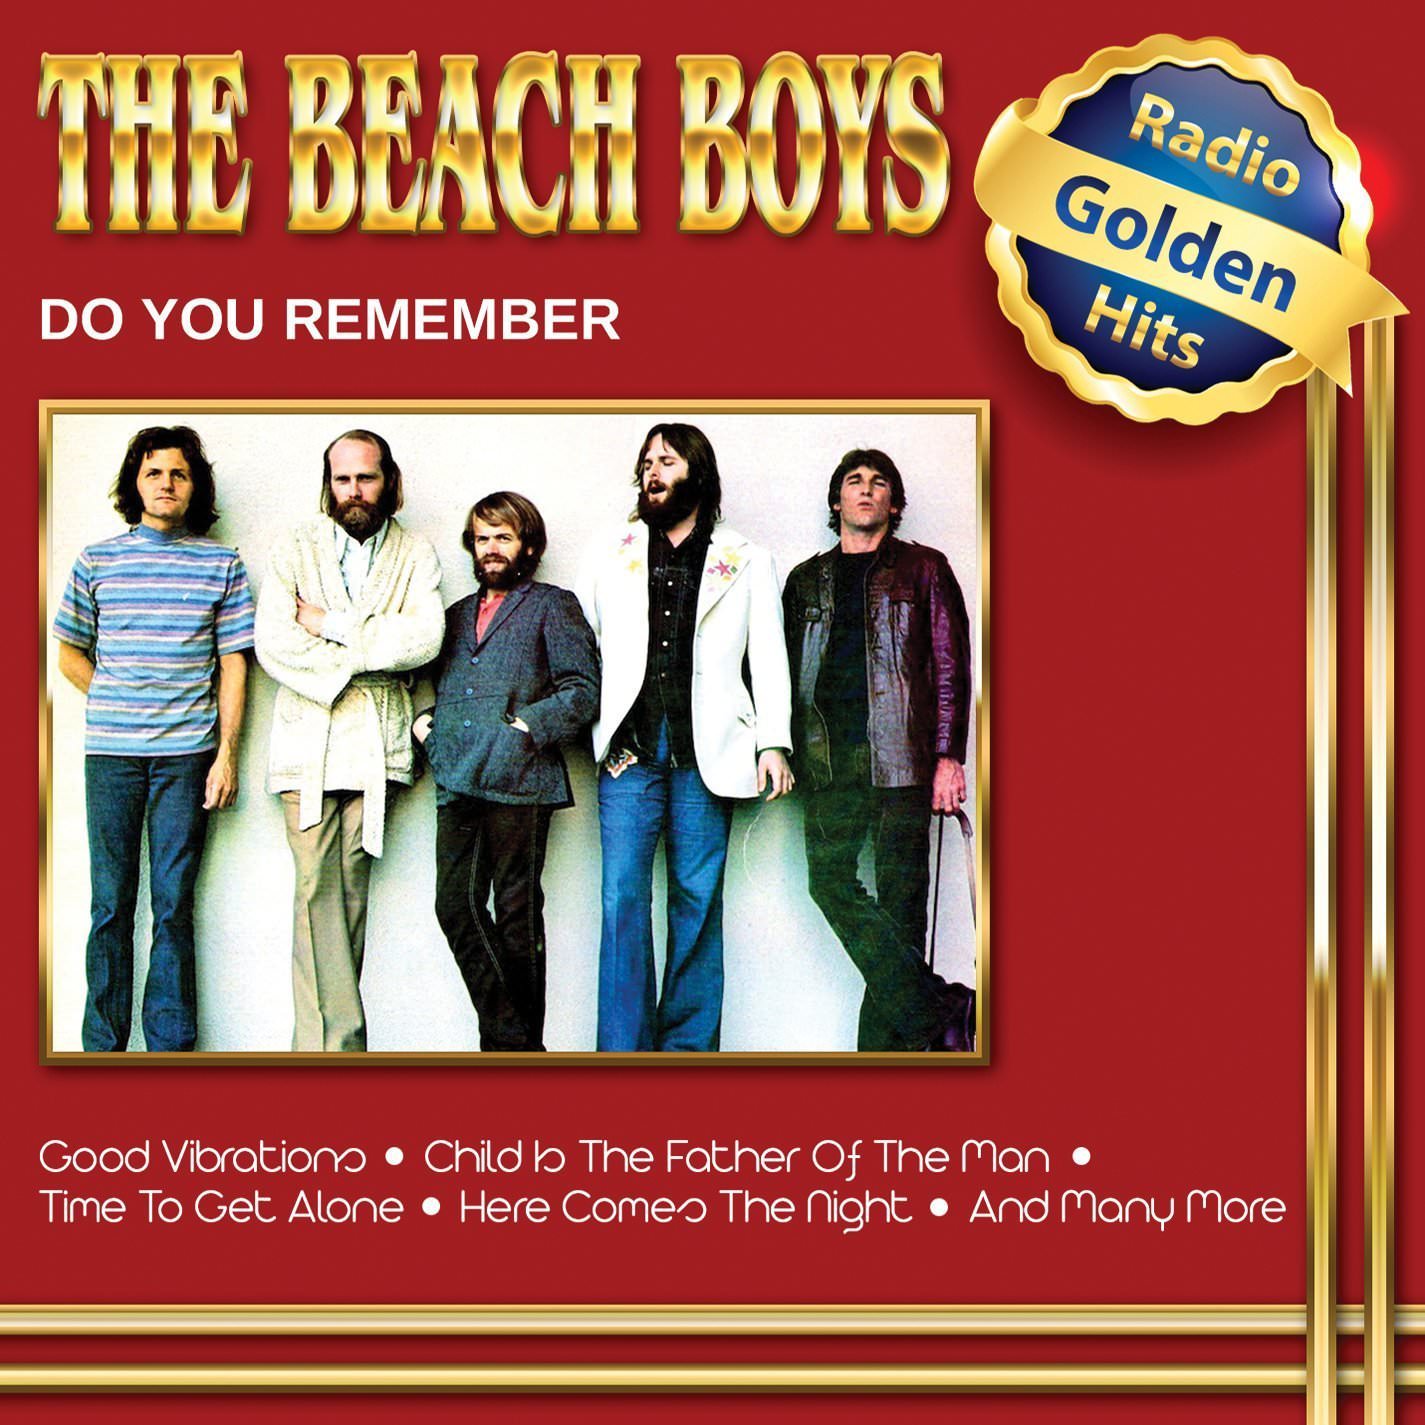 THE BEACH BOYS
DO YOU REMEMBER
Radio
Golden
Hits
Good Vibrations • Child Is The Father Of The Man •
Time To Get Alone • Here Comes The Night • And Many More